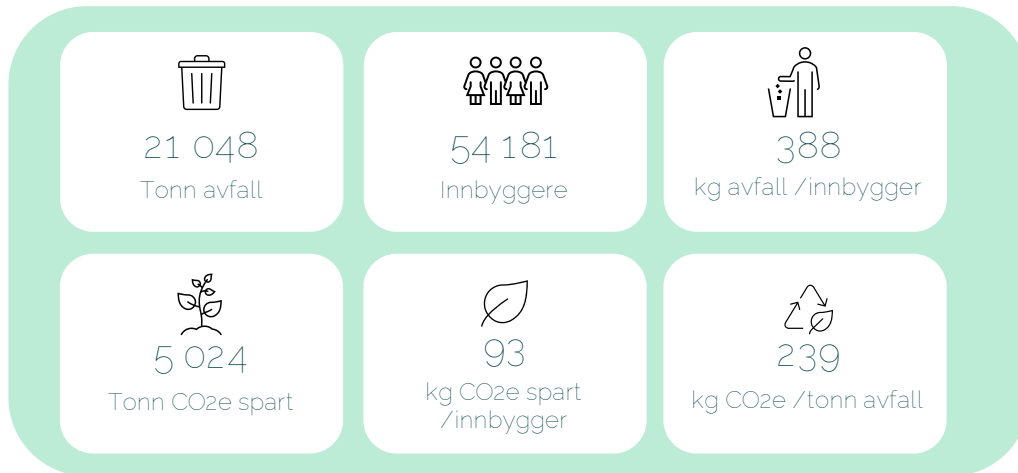 21 048
Tonn avfall
54 181
Innbyggere
388
kg avfall /innbygger
5 024
Tonn CO2e spart
93
kg CO2e spart
/innbygger
239
kg CO2e /tonn avfall